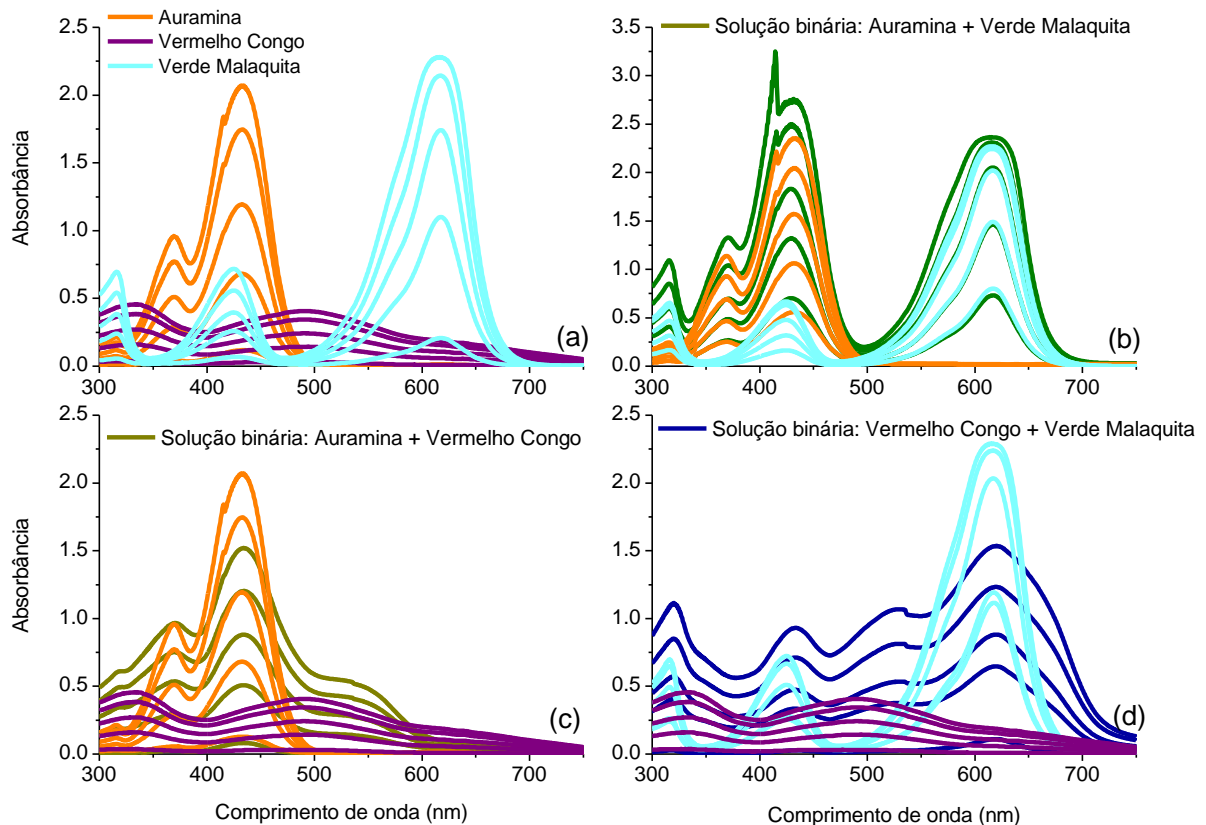 Auramina
Vermelho Congo
Verde Malaquita
2.5
2.0
1.5
1.0
0.5
0.0
Absorbância
300 400 500 600 700
(a)
Solução binária: Auramina + Verde Malaquita
3.5
3.0
2.5
2.0
1.5
1.0
0.5
0.0
300 400 500 600 700
(b)
Solução binária: Auramina + Vermelho Congo
2.5
2.0
1.5
1.0
0.5
0.0
Absorbância
300 400 500 600 700
Comprimento de onda (nm)
(c)
Solução binária: Vermelho Congo + Verde Malaquita
2.5
2.0
1.5
1.0
0.5
0.0
300 400 500 600 700
Comprimento de onda (nm)
(d)